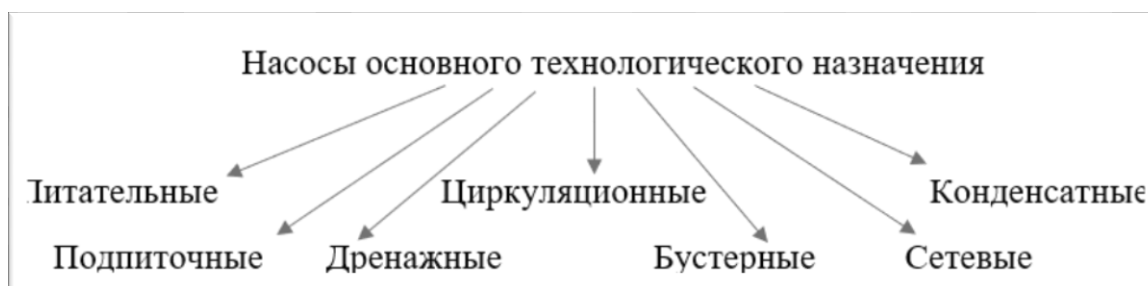 Насосы основного технологического назначения
Питательные Циркуляционные Конденсатные
Подпиточные Дренажные Бустерные Сетевые